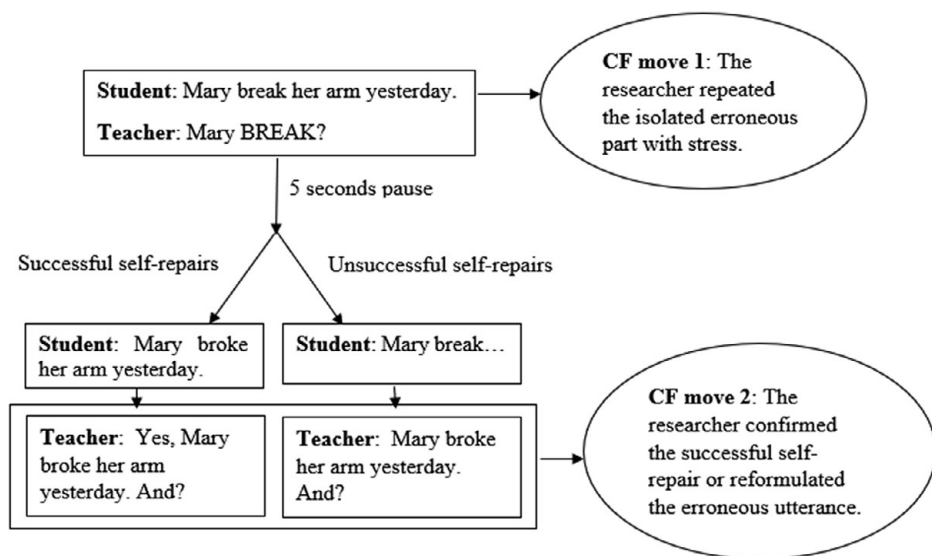 Student: Mary break her arm yesterday.
Teacher: Mary BREAK?
CF move 1: The
researcher repeated
the isolated erroneous
part with stress.
5 seconds pause
Successful self-repairs
Unsuccessful self-repairs
Student: Mary broke
her arm yesterday.
Student: Mary break…
Teacher: Yes, Mary
broke her arm
yesterday. And?
Teacher: Mary broke
her arm yesterday.
And?
CF move 2: The
researcher confirmed
the successful self-
repair or reformulated
the erroneous utterance.